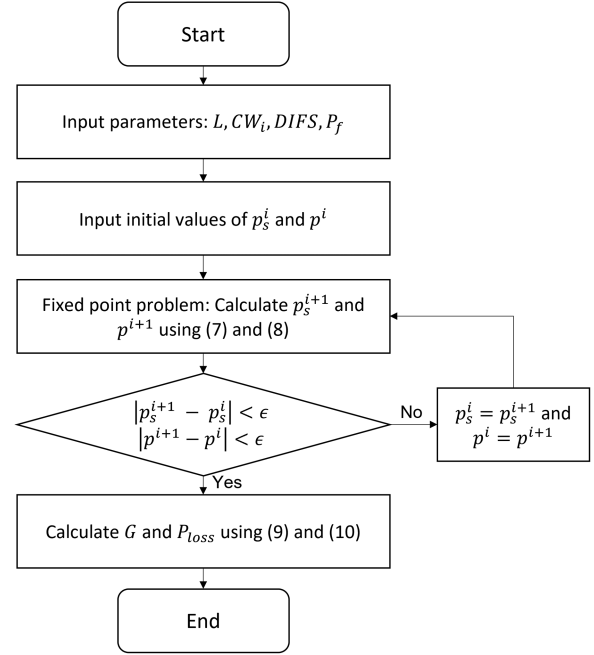 Start
Input parameters: L, CW_i, DIFS, P_f
Input initial values of p_s^i and p^i
Fixed point problem: Calculate p_s^{i+1} and
p^{i+1} using (7) and (8)
|p_s^{i+1} − p_s^i| < ϵ
|p^{i+1} − p^i| < ϵ
No
p_s^i = p_s^{i+1} and
p^i = p^{i+1}
Yes
Calculate G and P_{loss} using (9) and (10)
End